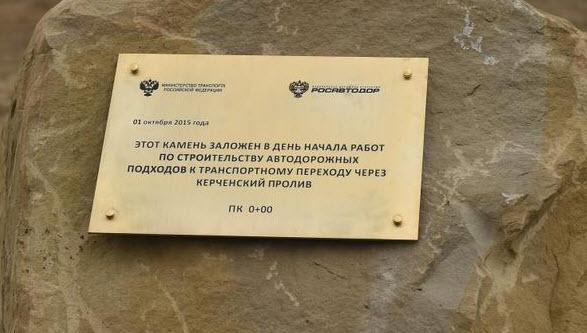 МИНИСТЕРСТВО ТРАНСПОРТА
РОССИЙСКОЙ ФЕДЕРАЦИИ
РОСАВТОДОР
01 октября 2015 года
ЭТОТ КАМЕНЬ ЗАЛОЖЕН В ДЕНЬ НАЧАЛА РАБОТ
ПО СТРОИТЕЛЬСТВУ АВТОДОРОЖНЫХ
ПОДХОДОВ К ТРАНСПОРТНОМУ ПЕРЕХОДУ ЧЕРЕЗ
КЕРЧЕНСКИЙ ПРОЛИВ
ПК 0+00